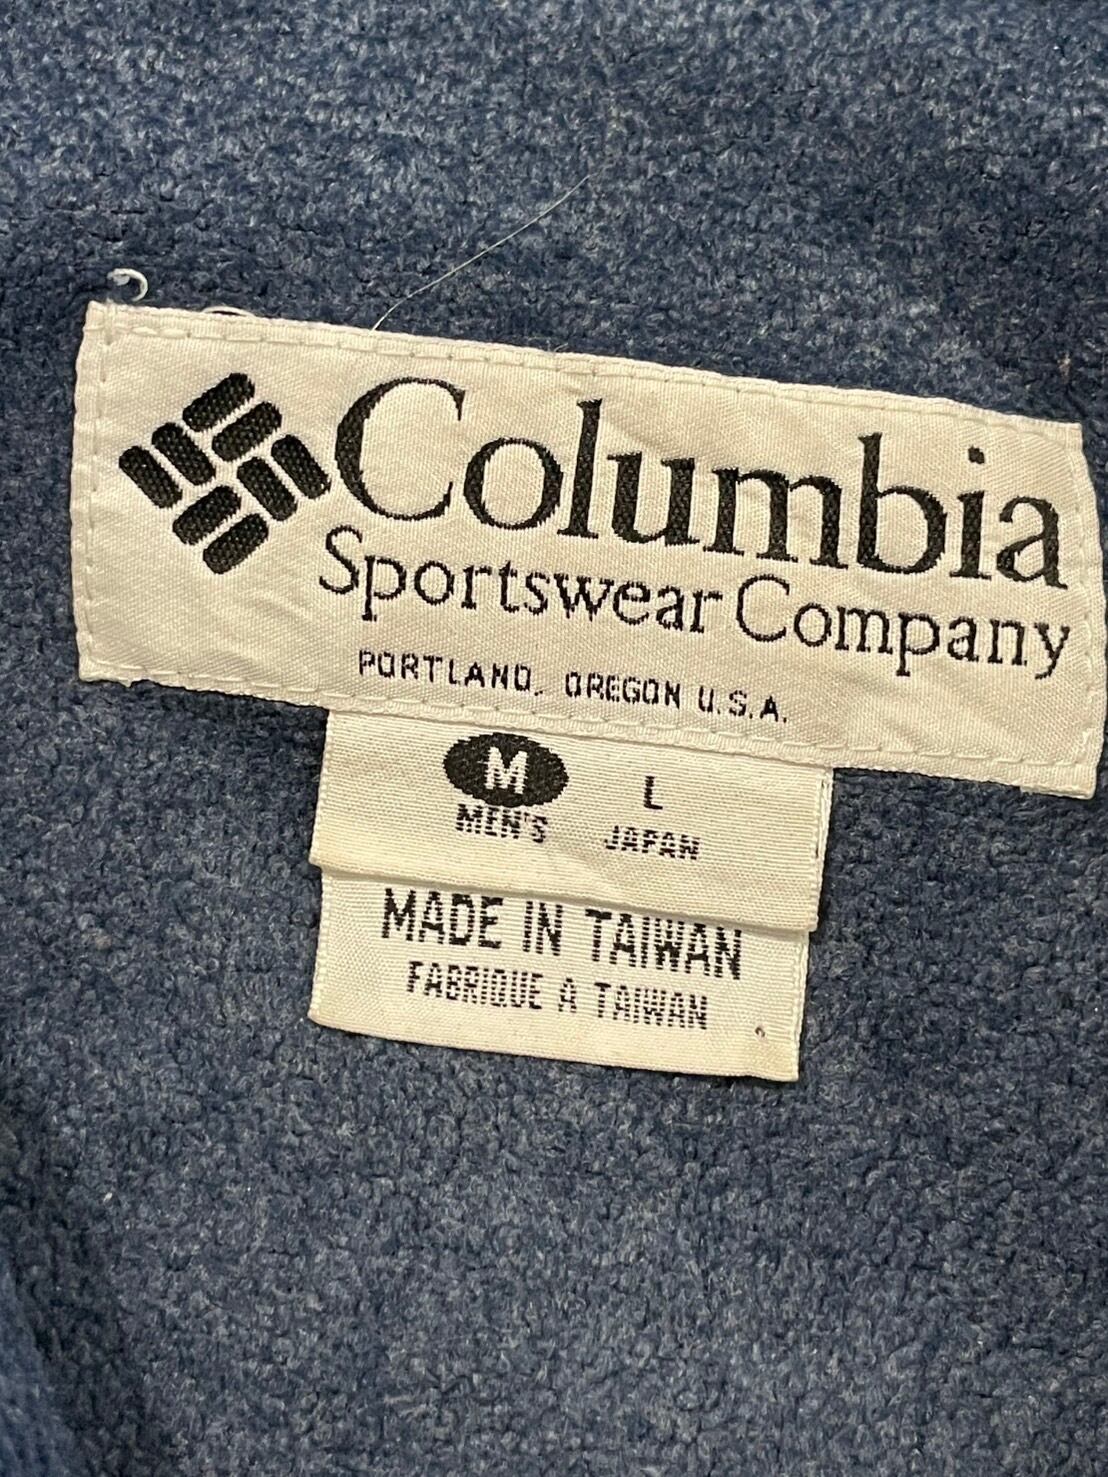 Columbia
Sportswear Company
PORTLAND, OREGON U.S.A.
M L
MEN'S JAPAN
MADE IN TAIWAN
FABRIQUE A TAIWAN